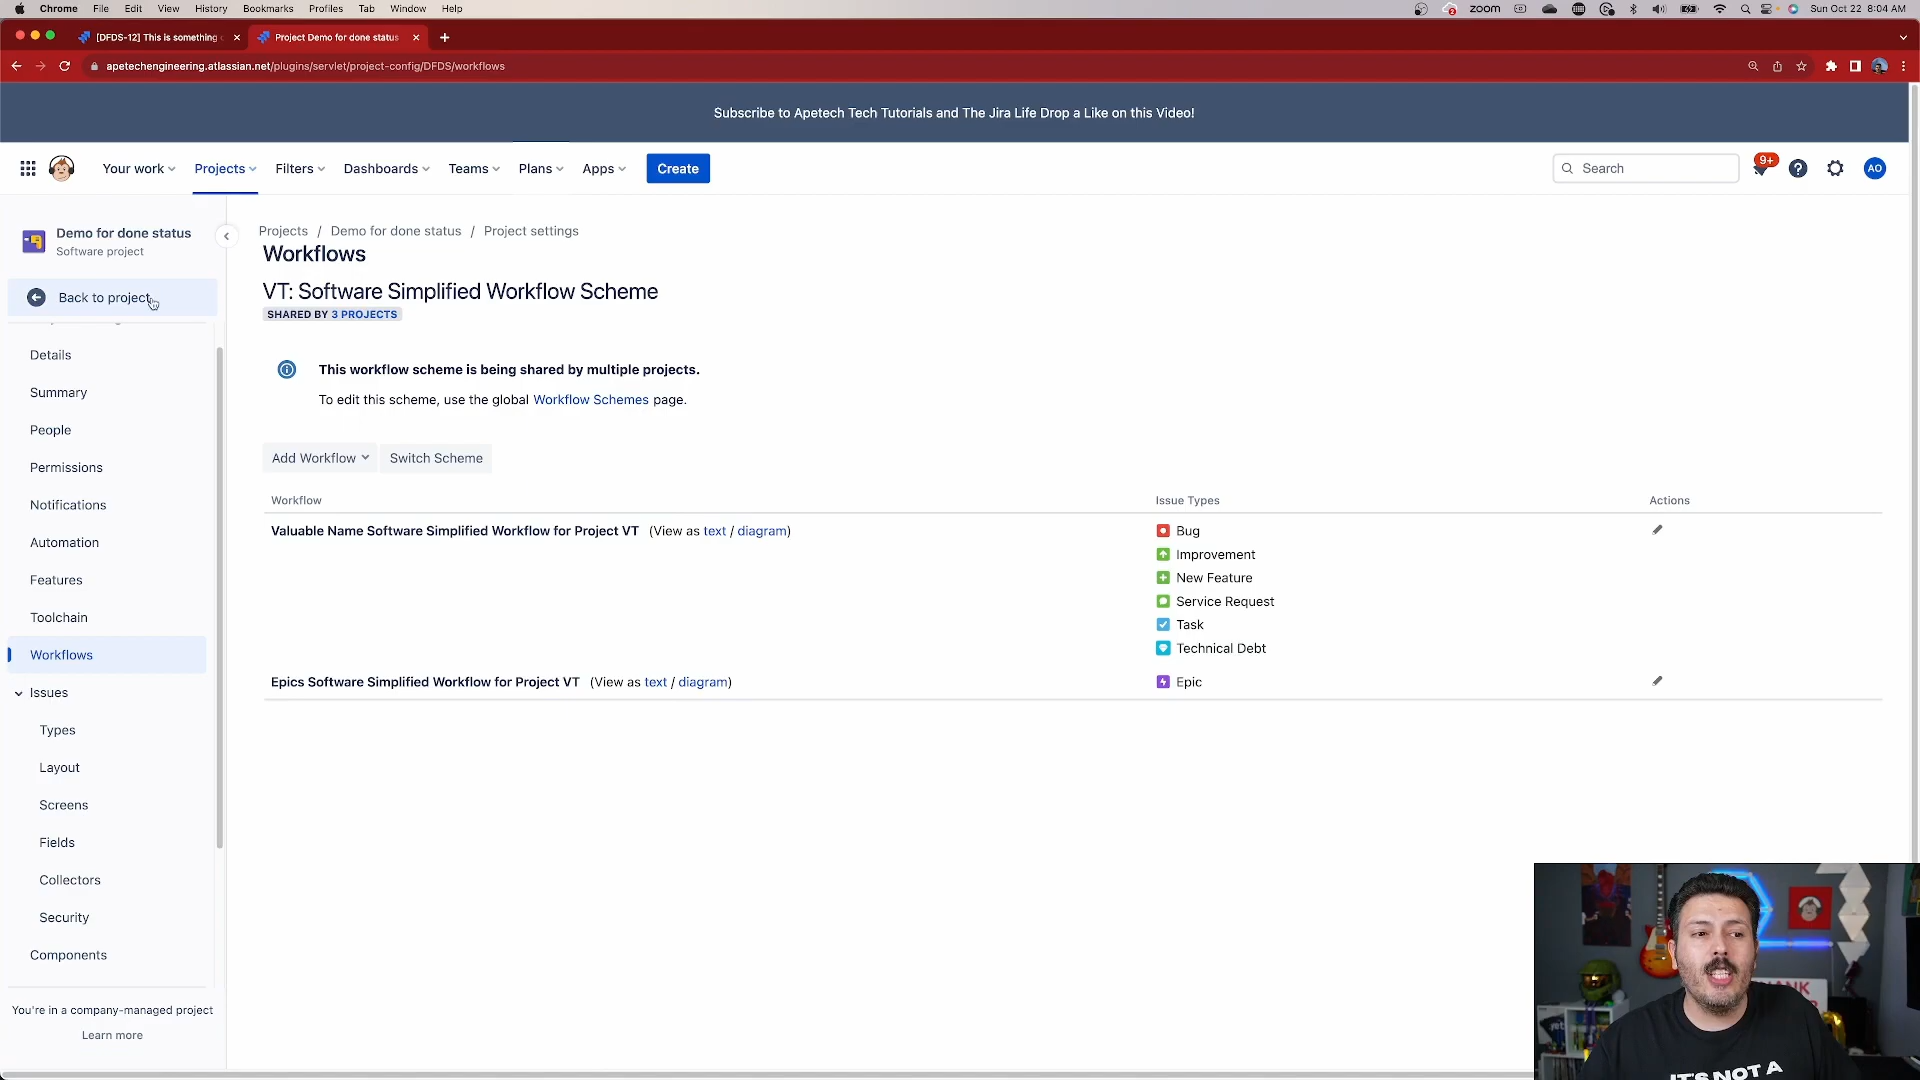 Chrome File Edit View History Bookmarks Profiles Tab Window Help
2 zoom Sun Oct 22 8:04 AM
[DFDS-12] This is something
Project Demo for done status
apetechengineering.atlassian.net/plugins/servlet/project-config/DFDS/workflows
Subscribe to Apetech Tech Tutorials and The Jira Life Drop a Like on this Video!
Your work Projects Filters Dashboards Teams Plans Apps Create
Search 9+ AO
Demo for done status
Software project
Back to project
Details
Summary
People
Permissions
Notifications
Automation
Features
Toolchain
Workflows
Issues
Types
Layout
Screens
Fields
Collectors
Security
Components
You're in a company-managed project
Learn more
Projects / Demo for done status / Project settings
Workflows
VT: Software Simplified Workflow Scheme
SHARED BY 3 PROJECTS
This workflow scheme is being shared by multiple projects.
To edit this scheme, use the global Workflow Schemes page.
Add Workflow Switch Scheme
Workflow Issue Types Actions
Valuable Name Software Simplified Workflow for Project VT (View as text / diagram) Bug
Improvement
New Feature
Service Request
Task
Technical Debt
Epics Software Simplified Workflow for Project VT (View as text / diagram) Epic
IT'S NOT A